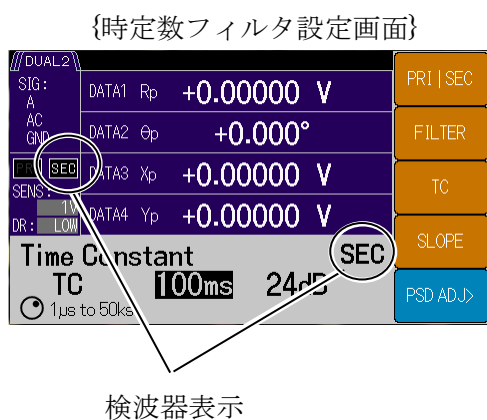 {時定数フィルタ設定画面}
DUAL2
SIG:
A
AC
GND
SEC
SENS:
1V
DR: LOW
DATA1 Rp +0.00000 V
DATA2 θp +0.000°
DATA3 Xp +0.00000 V
DATA4 Yp +0.00000 V
Time Constant SEC
TC 100ms 24dB
1µs to 50ks
PRI|SEC
FILTER
TC
SLOPE
PSD ADJ>
検波器表示